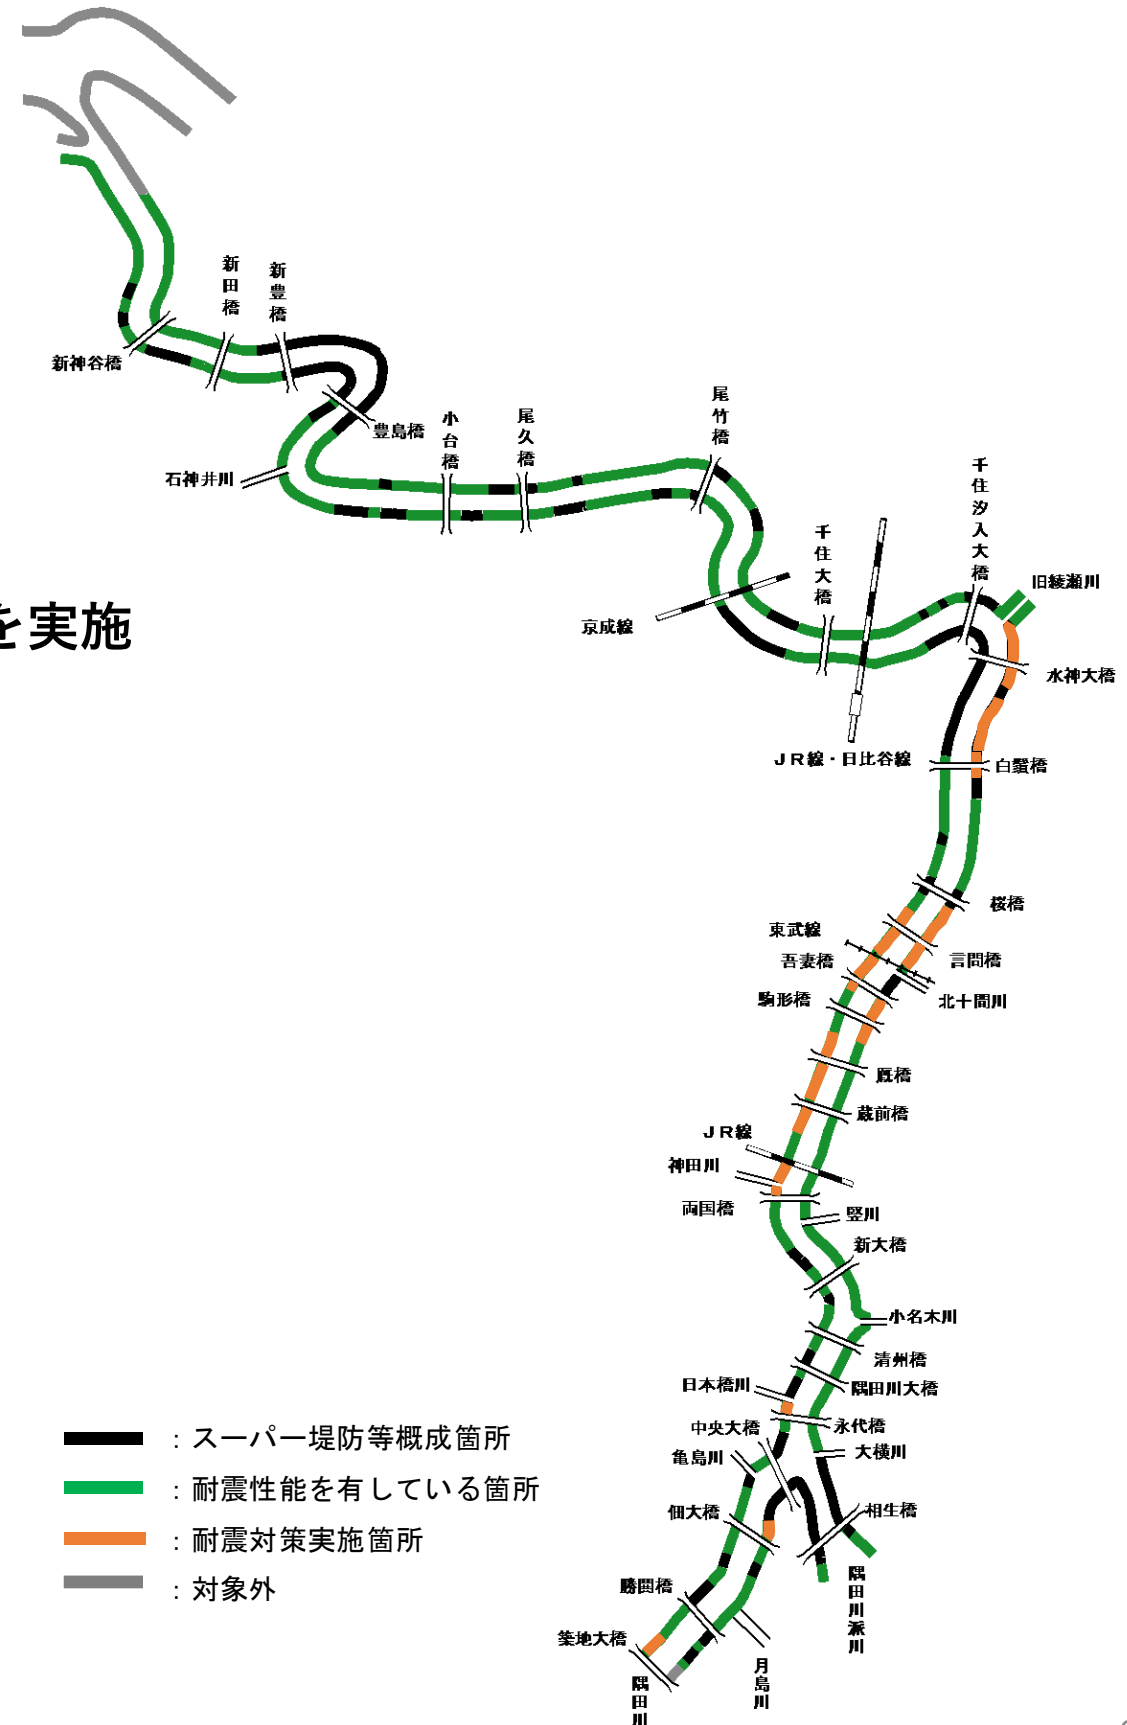 新田橋
新豊橋
新神谷橋
豊島橋
小台橋
尾久橋
石神井川
尾竹橋
千住大橋
千住汐入大橋
旧綾瀬川
京成線
を実施
水神大橋
JR線・日比谷線
白鬚橋
桜橋
東武線
吾妻橋
言問橋
駒形橋
北十間川
厩橋
蔵前橋
JR線
神田川
両国橋
竪川
新大橋
小名木川
清州橋
日本橋川
隅田川大橋
中央大橋
永代橋
亀島川
大横川
佃大橋
相生橋
勝閧橋
隅田川派川
築地大橋
月島川
隅田川
：スーパー堤防等概成箇所
：耐震性能を有している箇所
：耐震対策実施箇所
：対象外